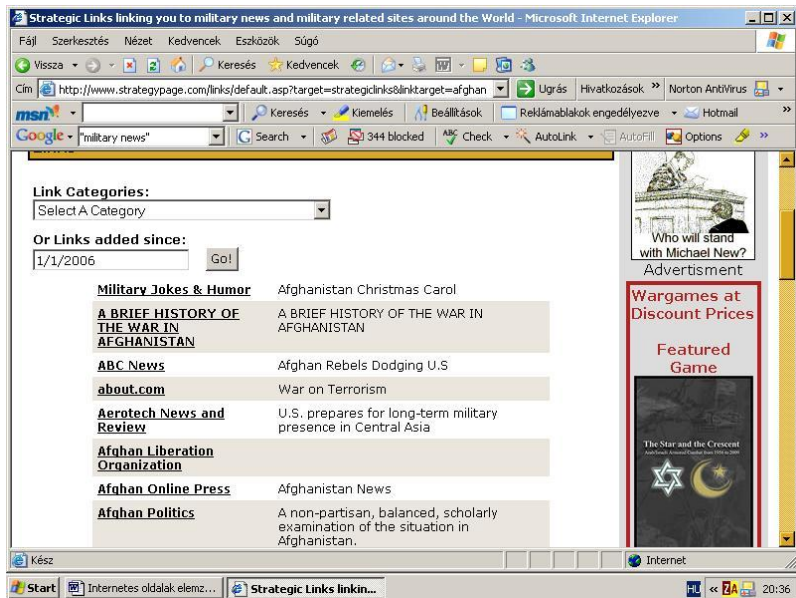 Strategic Links linking you to military news and military related sites around the World - Microsoft Internet Explorer
Fájl Szerkesztés Nézet Kedvencek Eszközök Súgó
Vissza Keresés Kedvencek
Cím http://www.strategypage.com/links/default.asp?target=strategiclinks&linktarget=afghan Ugrás Hivatkozások » Norton AntiVirus
msn Keresés Kiemelés Beállítások Reklámablakok engedélyezve Hotmail »
Google "military news" G Search 344 blocked ABC Check AutoLink AutoFill Options »
Link Categories:
Select A Category
Or Links added since:
1/1/2006 Go!
Military Jokes & Humor Afghanistan Christmas Carol
A BRIEF HISTORY OF A BRIEF HISTORY OF THE WAR IN
THE WAR IN AFGHANISTAN
AFGHANISTAN
ABC News Afghan Rebels Dodging U.S
about.com War on Terrorism
Aerotech News and U.S. prepares for long-term military
Review presence in Central Asia
Afghan Liberation
Organization
Afghan Online Press Afghanistan News
Afghan Politics A non-partisan, balanced, scholarly
examination of the situation in
Afghanistan.
Who will stand
with Michael New?
Advertisment
Wargames at
Discount Prices
Featured
Game
The Star and the Crescent
Kész Internet
Start Internetes oldalak elemz... Strategic Links linkin... HU « 20:36